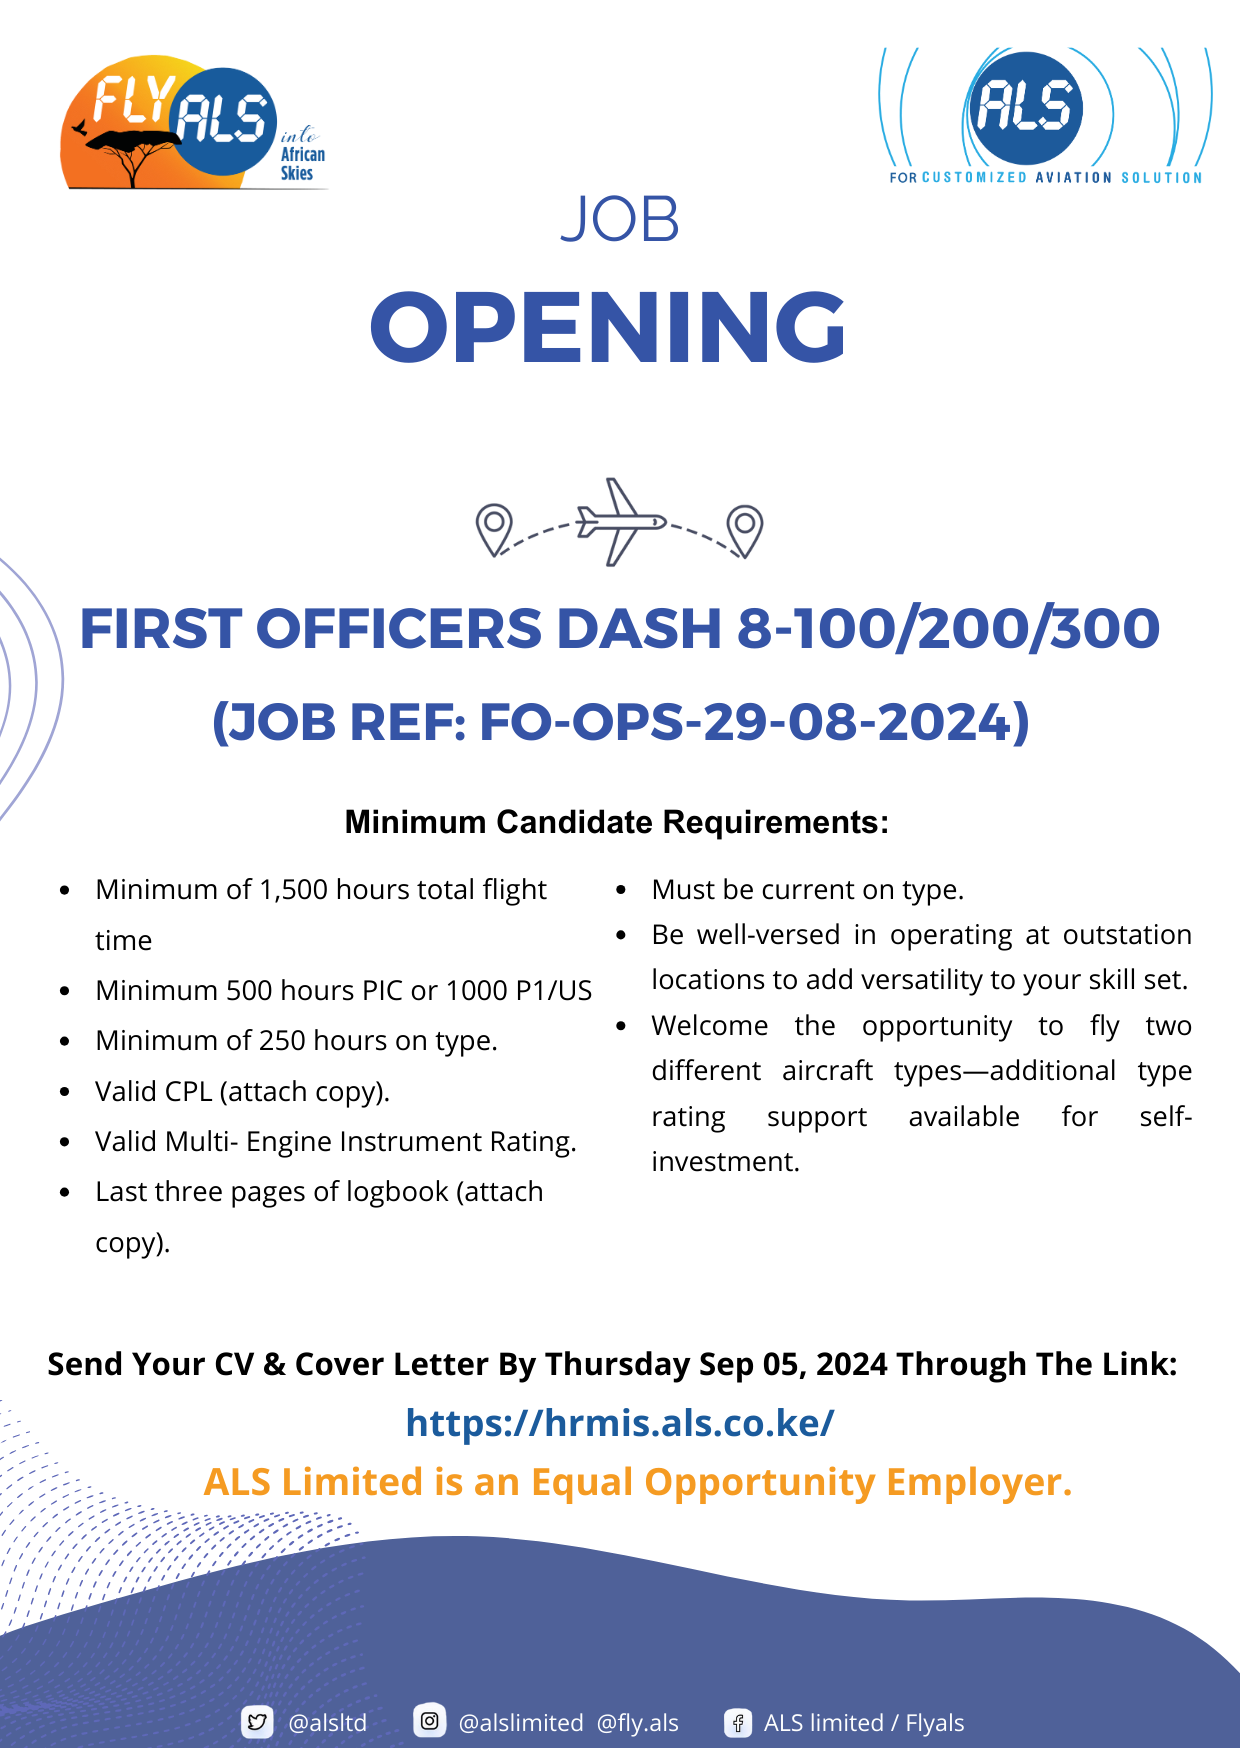 FLY ALS
into
African
Skies
ALS
FOR CUSTOMIZED AVIATION SOLUTION
JOB
OPENING
FIRST OFFICERS DASH 8-100/200/300
(JOB REF: FO-OPS-29-08-2024)
Minimum Candidate Requirements:
• Minimum of 1,500 hours total flight
time
• Minimum 500 hours PIC or 1000 P1/US
• Minimum of 250 hours on type.
• Valid CPL (attach copy).
• Valid Multi- Engine Instrument Rating.
• Last three pages of logbook (attach
copy).
• Must be current on type.
• Be well-versed in operating at outstation
locations to add versatility to your skill set.
• Welcome the opportunity to fly two
different aircraft types—additional type
rating support available for self-
investment.
Send Your CV & Cover Letter By Thursday Sep 05, 2024 Through The Link:
https://hrmis.als.co.ke/
ALS Limited is an Equal Opportunity Employer.
@alsltd @alslimited @fly.als ALS limited / Flyals